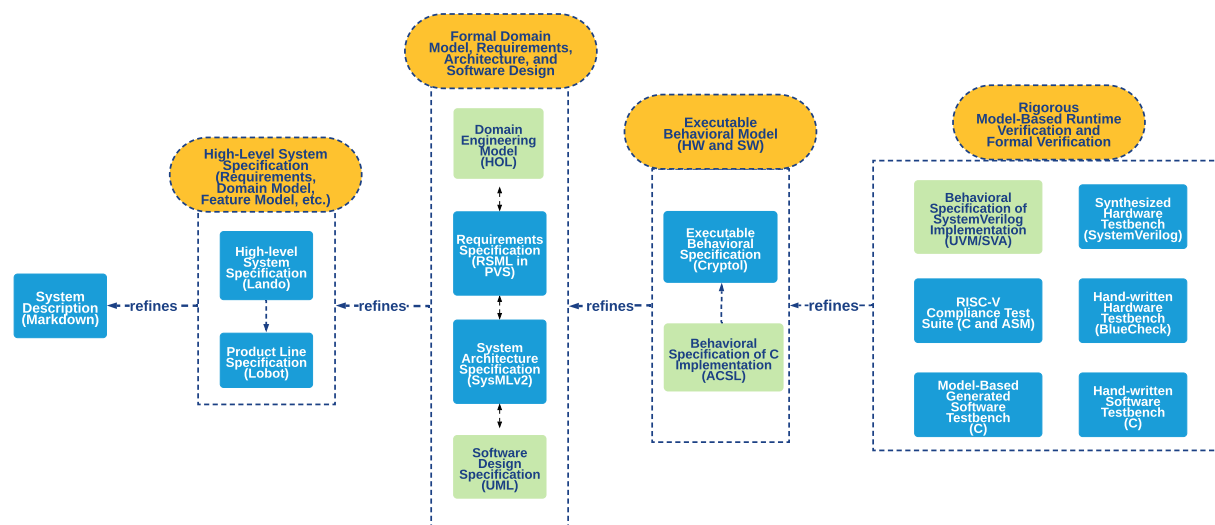 System
Description
(Markdown)
refines
High-Level System
Specification
(Requirements,
Domain Model,
Feature Model, etc.)
High-level
System
Specification
(Lando)
Product Line
Specification
(Lobot)
refines
Formal Domain
Model, Requirements,
Architecture, and
Software Design
Domain
Engineering
Model
(HOL)
Requirements
Specification
(RSML in
PVS)
System
Architecture
Specification
(SysMLv2)
Software
Design
Specification
(UML)
refines
Executable
Behavioral Model
(HW and SW)
Executable
Behavioral
Specification
(Cryptol)
Behavioral
Specification of C
Implementation
(ACSL)
refines
Rigorous
Model-Based Runtime
Verification and
Formal Verification
Behavioral
Specification of
SystemVerilog
Implementation
(UVM/SVA)
Synthesized
Hardware
Testbench
(SystemVerilog)
RISC-V
Compliance Test
Suite (C and ASM)
Hand-written
Hardware
Testbench
(BlueCheck)
Model-Based
Generated
Software
Testbench
(C)
Hand-written
Software
Testbench
(C)